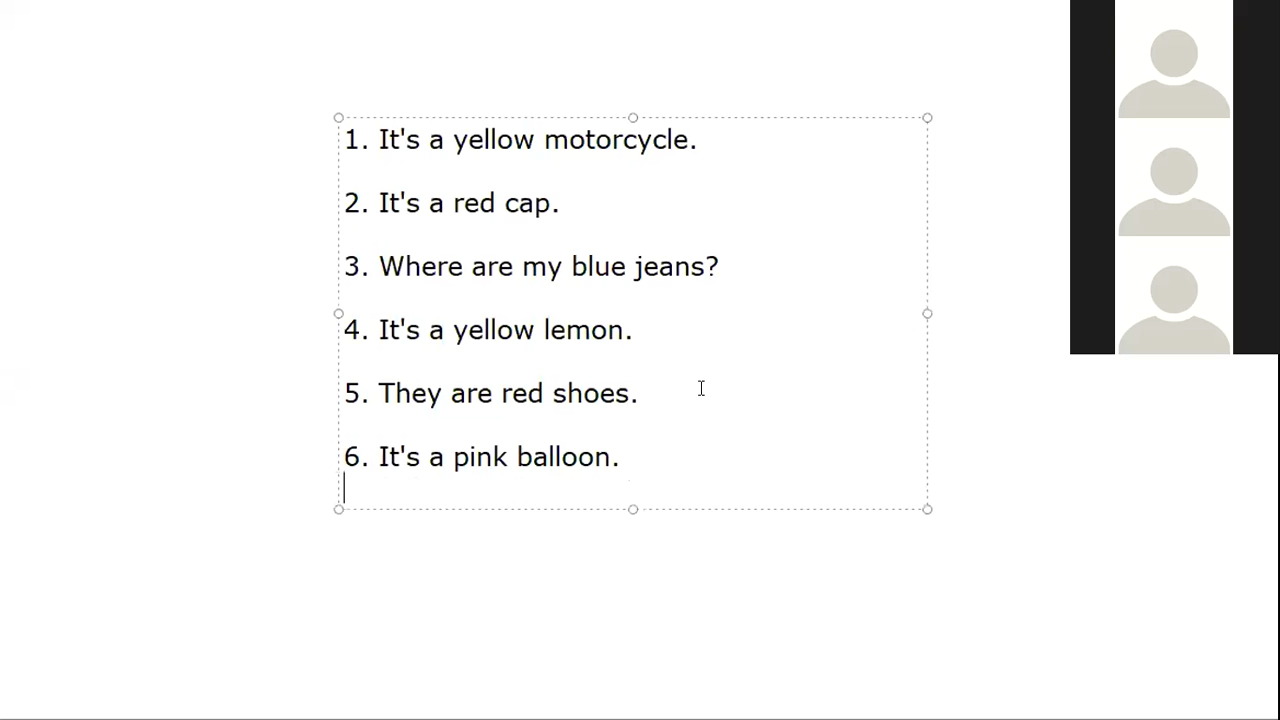 1. It's a yellow motorcycle.
2. It's a red cap.
3. Where are my blue jeans?
4. It's a yellow lemon.
5. They are red shoes.
6. It's a pink balloon.